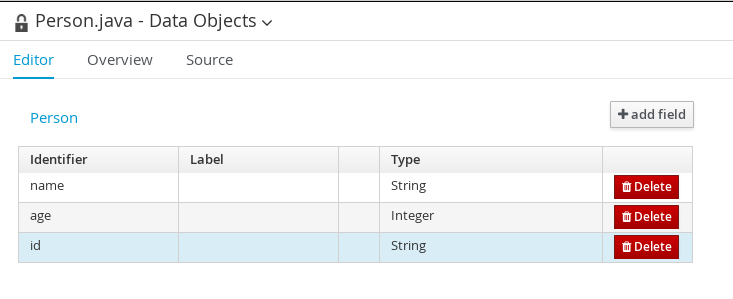 Person.java - Data Objects
Editor Overview Source
Person
add field
Identifier Label Type
name String Delete
age Integer Delete
id String Delete